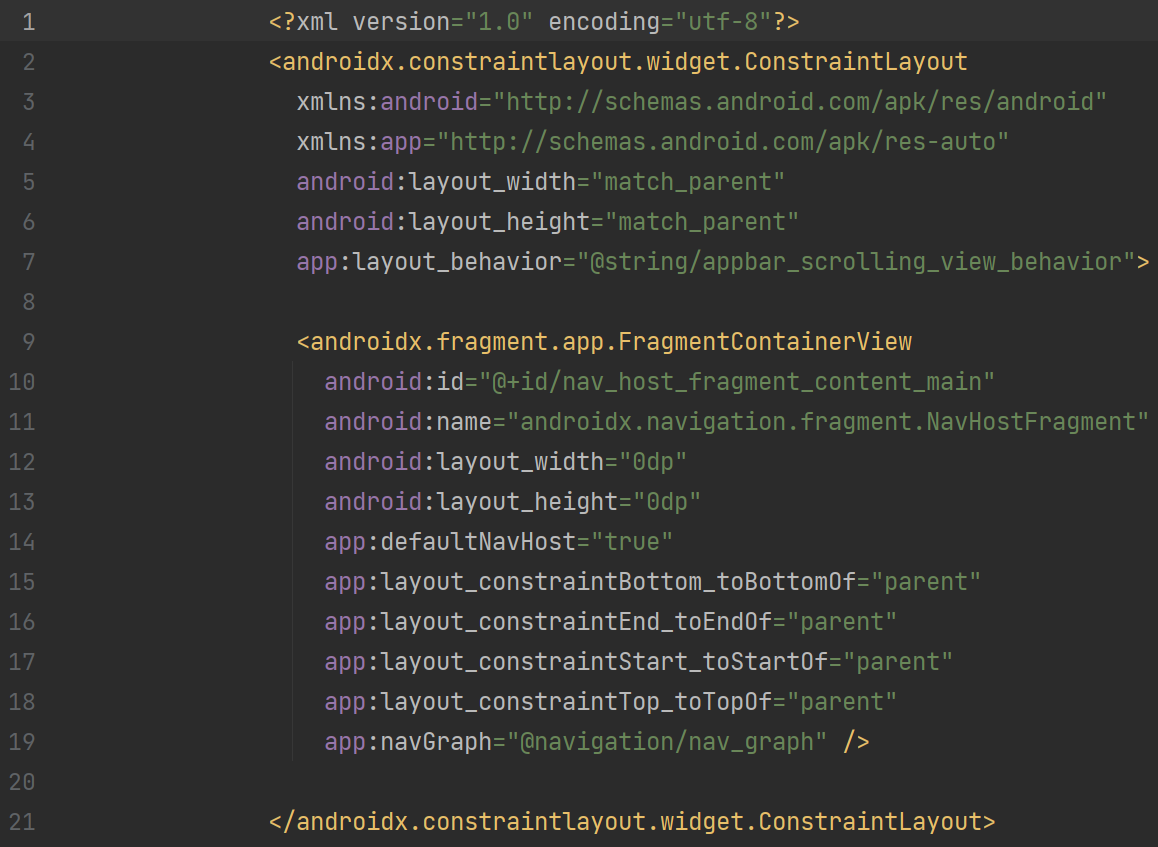 1 <?xml version="1.0" encoding="utf-8"?>
2 <androidx.constraintlayout.widget.ConstraintLayout
3 xmlns:android="http://schemas.android.com/apk/res/android"
4 xmlns:app="http://schemas.android.com/apk/res-auto"
5 android:layout_width="match_parent"
6 android:layout_height="match_parent"
7 app:layout_behavior="@string/appbar_scrolling_view_behavior">
8
9 <androidx.fragment.app.FragmentContainerView
10 android:id="@+id/nav_host_fragment_content_main"
11 android:name="androidx.navigation.fragment.NavHostFragment"
12 android:layout_width="0dp"
13 android:layout_height="0dp"
14 app:defaultNavHost="true"
15 app:layout_constraintBottom_toBottomOf="parent"
16 app:layout_constraintEnd_toEndOf="parent"
17 app:layout_constraintStart_toStartOf="parent"
18 app:layout_constraintTop_toTopOf="parent"
19 app:navGraph="@navigation/nav_graph" />
20
21 </androidx.constraintlayout.widget.ConstraintLayout>